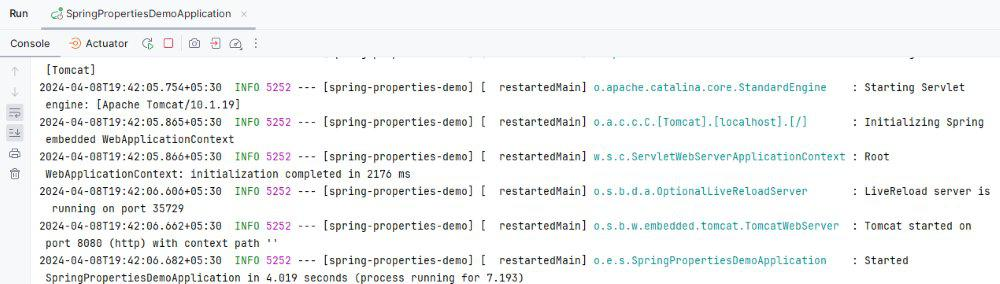 Run SpringPropertiesDemoApplication ×
Console Actuator
[Tomcat]
2024-04-08T19:42:05.754+05:30  INFO 5252 --- [spring-properties-demo] [  restartedMain] o.apache.catalina.core.StandardEngine    : Starting Servlet
engine: [Apache Tomcat/10.1.19]
2024-04-08T19:42:05.865+05:30  INFO 5252 --- [spring-properties-demo] [  restartedMain] o.a.c.c.C.[Tomcat].[localhost].[/]       : Initializing Spring
embedded WebApplicationContext
2024-04-08T19:42:05.866+05:30  INFO 5252 --- [spring-properties-demo] [  restartedMain] w.s.c.ServletWebServerApplicationContext : Root
WebApplicationContext: initialization completed in 2176 ms
2024-04-08T19:42:06.606+05:30  INFO 5252 --- [spring-properties-demo] [  restartedMain] o.s.b.d.a.OptionalLiveReloadServer       : LiveReload server is
running on port 35729
2024-04-08T19:42:06.662+05:30  INFO 5252 --- [spring-properties-demo] [  restartedMain] o.s.b.w.embedded.tomcat.TomcatWebServer  : Tomcat started on
port 8080 (http) with context path ''
2024-04-08T19:42:06.682+05:30  INFO 5252 --- [spring-properties-demo] [  restartedMain] o.e.s.SpringPropertiesDemoApplication    : Started
SpringPropertiesDemoApplication in 4.019 seconds (process running for 7.193)